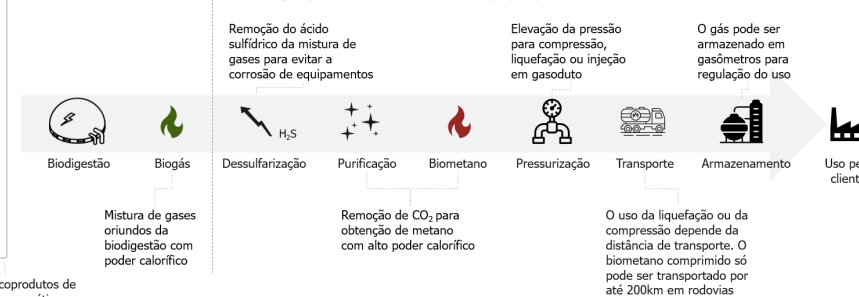 Remoção do ácido
sulfídrico da mistura de
gases para evitar a
corrosão de equipamentos
Elevação da pressão
para compressão,
liquefação ou injeção
em gasoduto
O gás pode ser
armazenado em
gasômetros para
regulação do uso
H₂S
Biodigestão
Biogás
Dessulfarização
Purificação
Biometano
Pressurização
Transporte
Armazenamento
Uso pe
client
Mistura de gases
oriundos da
biodigestão com
poder calorífico
Remoção de CO₂ para
obtenção de metano
com alto poder calorífico
O uso da liquefação ou da
compressão depende da
distância de transporte. O
biometano comprimido só
pode ser transportado por
até 200km em rodovias
coprodutos de